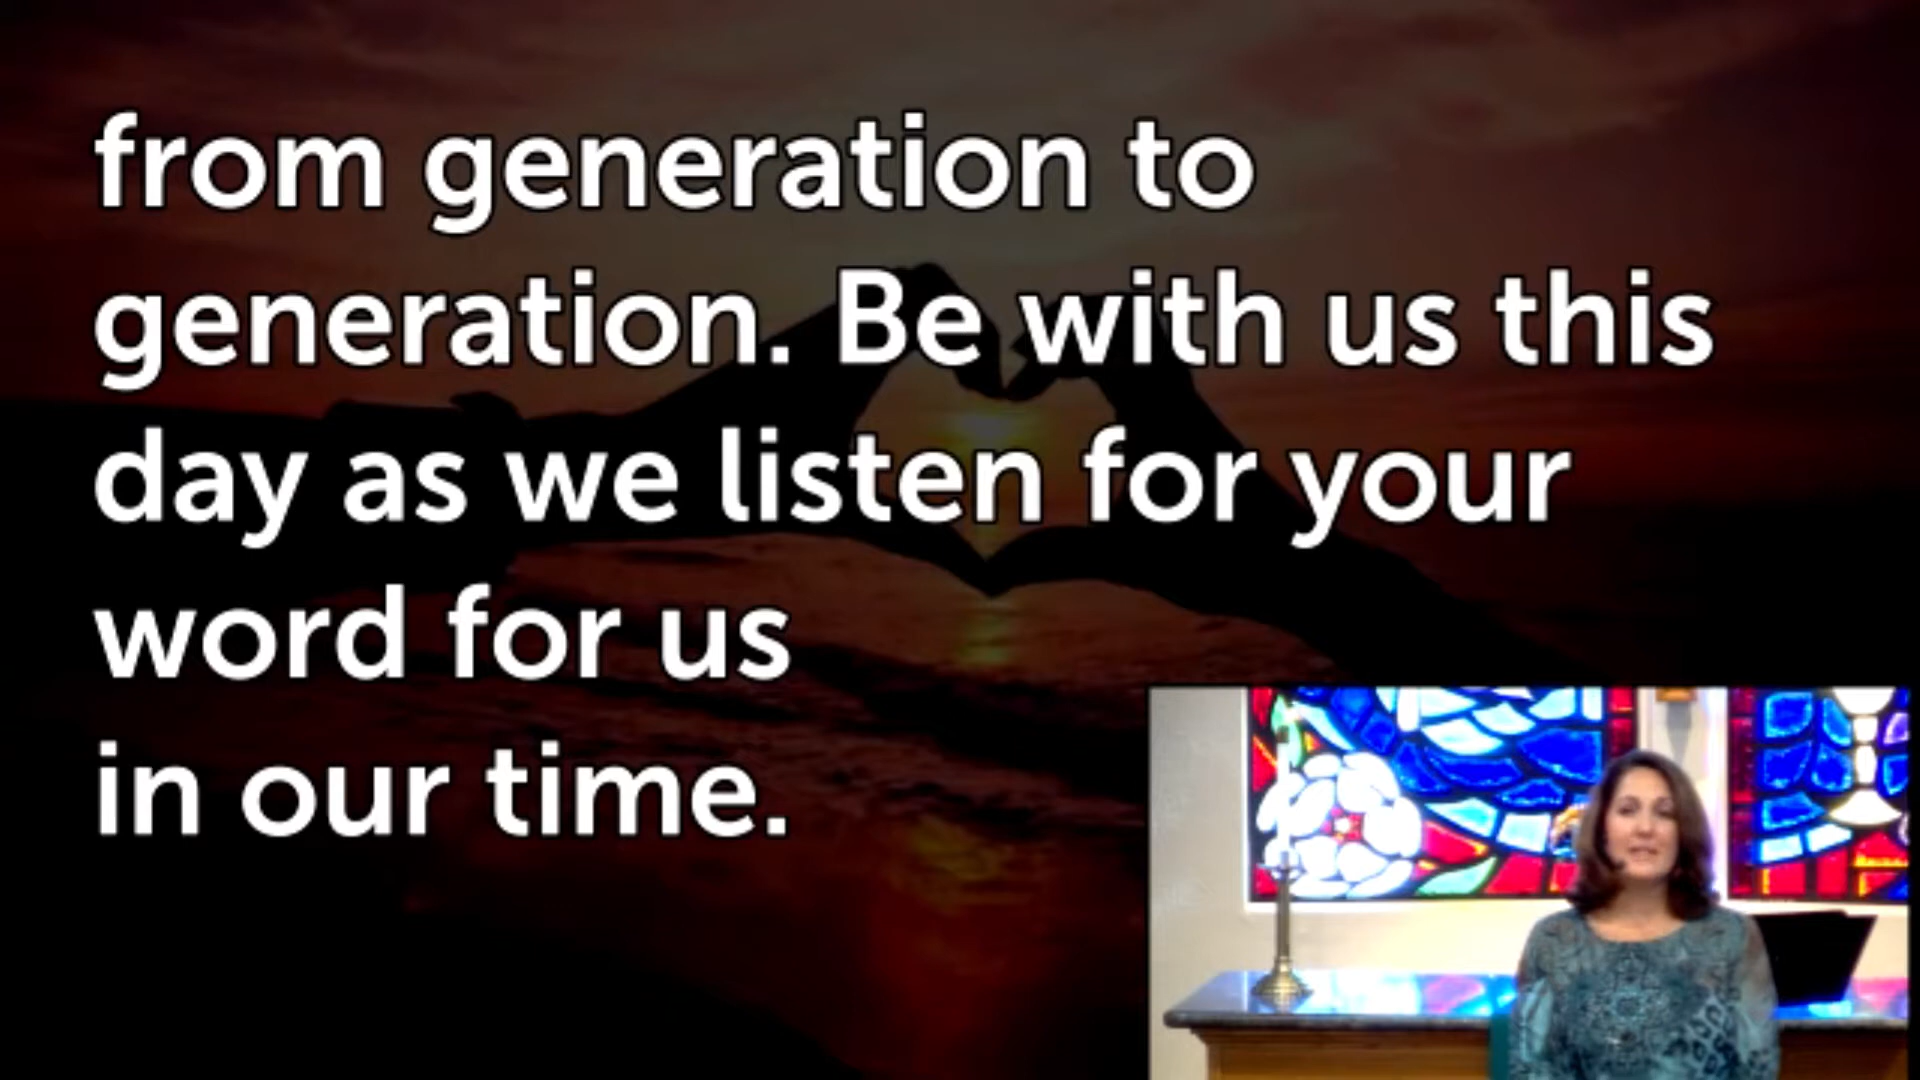 from generation to
generation. Be with us this
day as we listen for your
word for us
in our time.